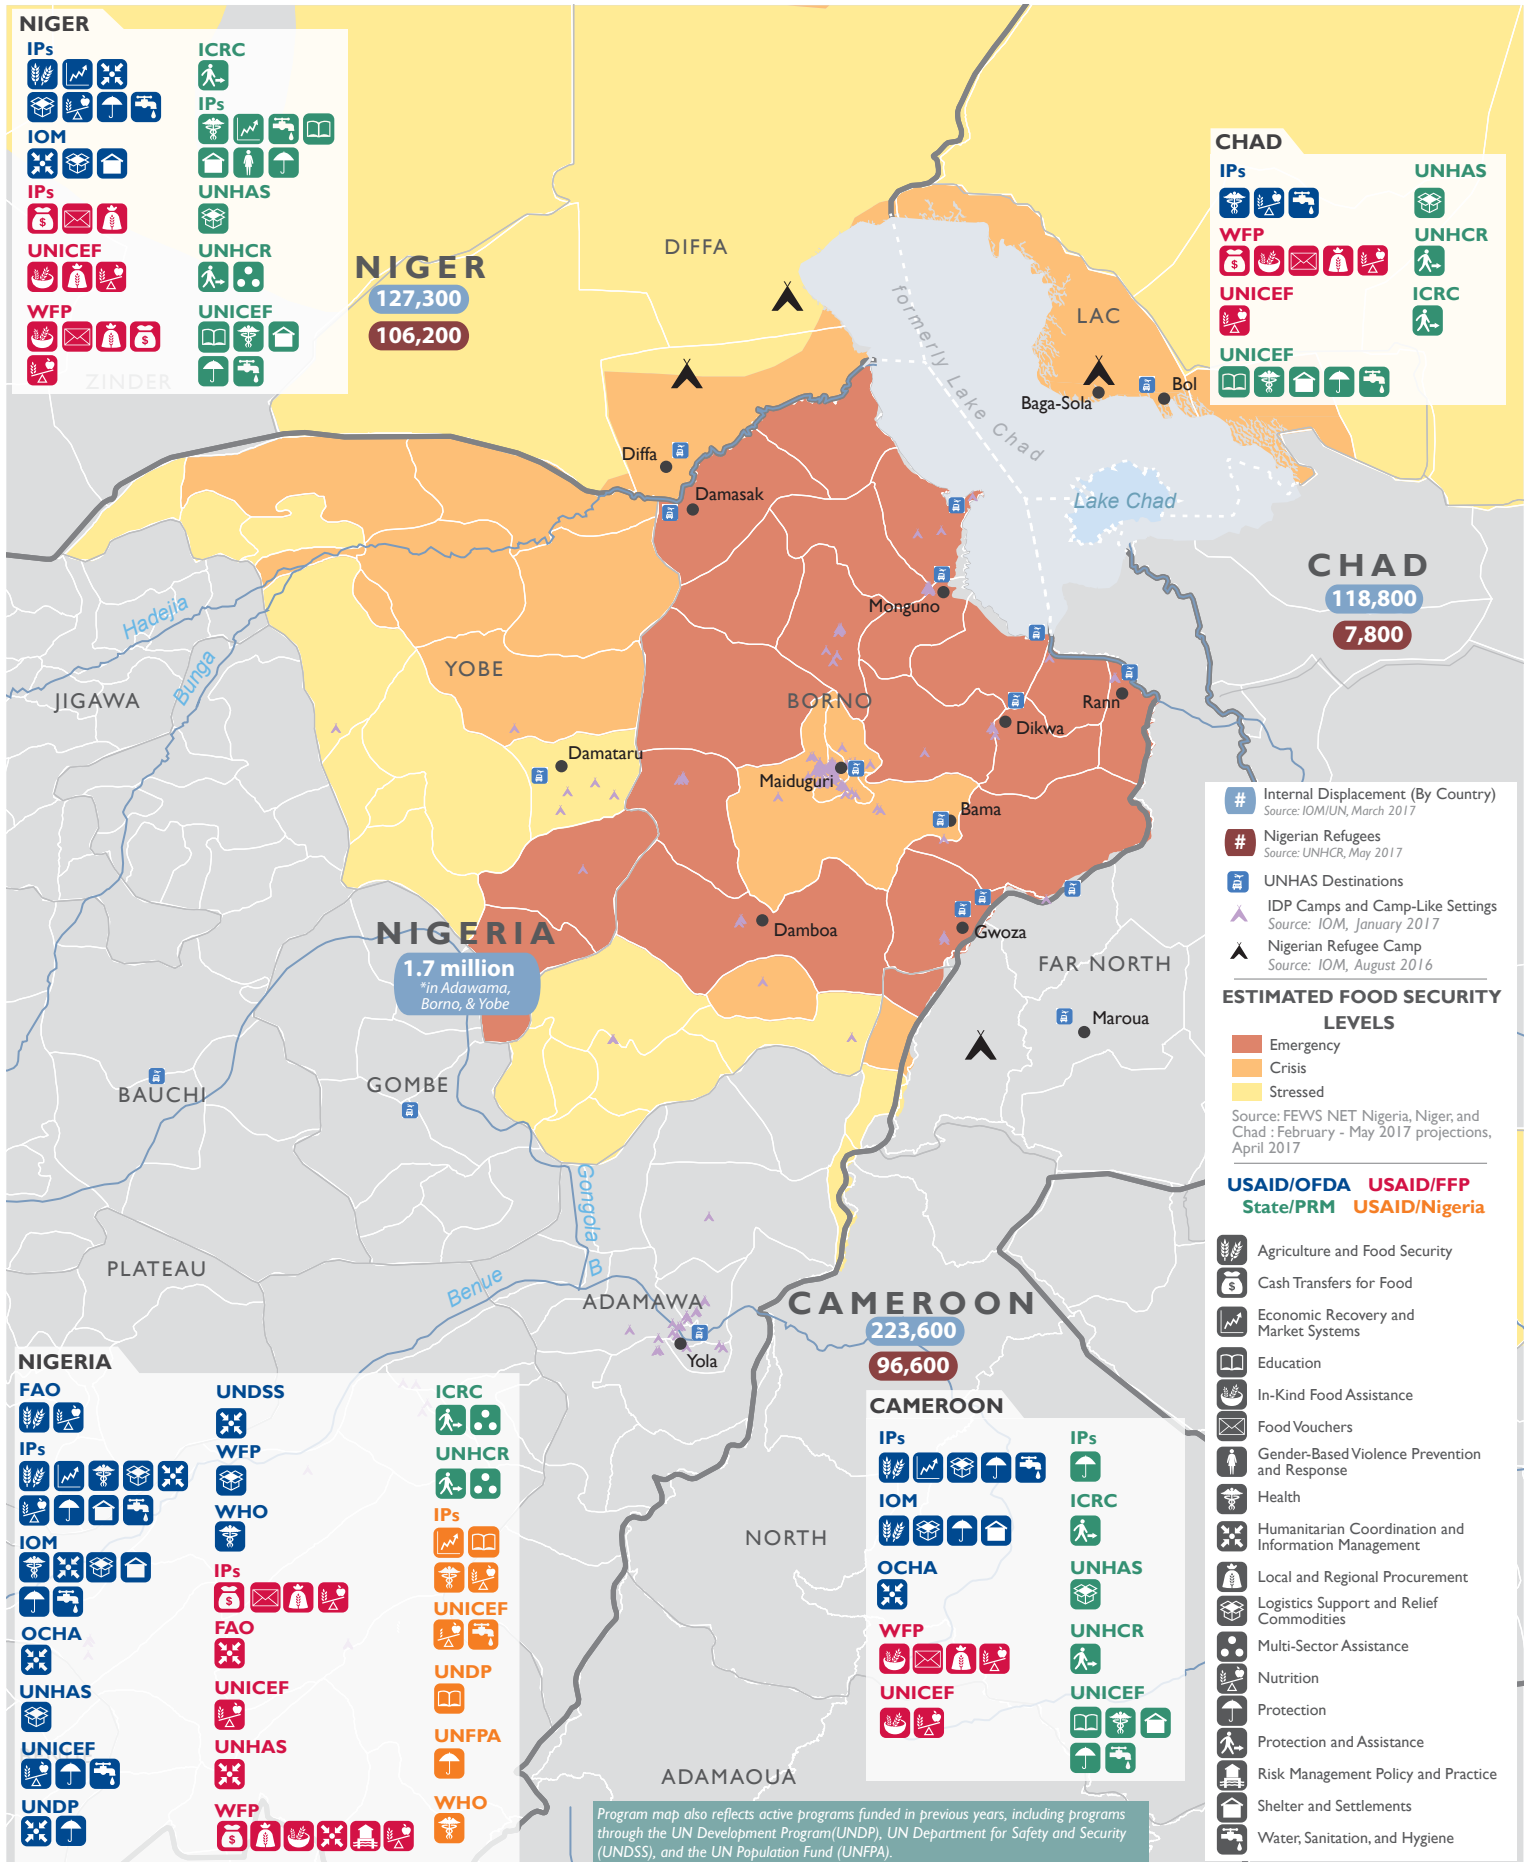 NIGER
IPs
ICRC
IPs
IOM
IPs
UNHAS
UNICEF
UNHCR
WFP
UNICEF
ZINDER
NIGER
127,300
106,200
DIFFA
CHAD
IPs
UNHAS
WFP
UNHCR
UNICEF
ICRC
UNICEF
LAC
formerly Lake Chad
Baga-Sola
Bol
Diffa
Damasak
Lake Chad
CHAD
118,800
7,800
Hadejia
Bunga
JIGAWA
YOBE
Monguno
BORNO
Rann
Dikwa
Damataru
Maiduguri
Bama
NIGERIA
1.7 million
*in Adawama,
Borno, & Yobe
Damboa
Gwoza
FAR NORTH
Maroua
BAUCHI
GOMBE
Gongola
PLATEAU
Benue
B
ADAMAWA
Yola
CAMEROON
223,600
96,600
NORTH
ADAMAOUA
# Internal Displacement (By Country)
Source: IOM/UN, March 2017
# Nigerian Refugees
Source: UNHCR, May 2017
UNHAS Destinations
IDP Camps and Camp-Like Settings
Source: IOM, January 2017
Nigerian Refugee Camp
Source: IOM, August 2016
ESTIMATED FOOD SECURITY
LEVELS
Emergency
Crisis
Stressed
Source: FEWS NET Nigeria, Niger, and
Chad : February - May 2017 projections,
April 2017
USAID/OFDA USAID/FFP
State/PRM USAID/Nigeria
Agriculture and Food Security
Cash Transfers for Food
Economic Recovery and
Market Systems
Education
In-Kind Food Assistance
Food Vouchers
Gender-Based Violence Prevention
and Response
Health
Humanitarian Coordination and
Information Management
Local and Regional Procurement
Logistics Support and Relief
Commodities
Multi-Sector Assistance
Nutrition
Protection
Protection and Assistance
Risk Management Policy and Practice
Shelter and Settlements
Water, Sanitation, and Hygiene
NIGERIA
FAO
IPs
IOM
OCHA
UNHAS
UNICEF
UNDP
UNDSS
WFP
WHO
IPs
FAO
UNICEF
UNHAS
WFP
ICRC
UNHCR
IPs
UNICEF
UNDP
UNFPA
WHO
CAMEROON
IPs
IOM
OCHA
WFP
UNICEF
IPs
ICRC
UNHAS
UNHCR
UNICEF
Program map also reflects active programs funded in previous years, including programs
through the UN Development Program(UNDP), UN Department for Safety and Security
(UNDSS), and the UN Population Fund (UNFPA).